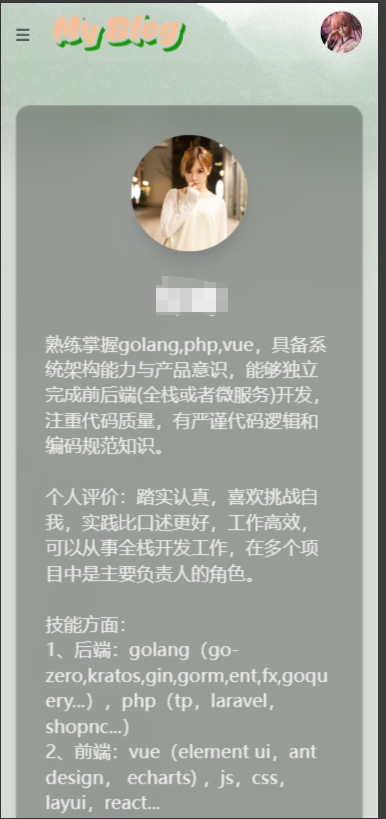 My Blog
熟练掌握golang,php,vue，具备系
统架构能力与产品意识，能够独立
完成前后端(全栈或者微服务)开发，
注重代码质量，有严谨代码逻辑和
编码规范知识。
个人评价：踏实认真，喜欢挑战自
我，实践比口述更好，工作高效，
可以从事全栈开发工作，在多个项
目中是主要负责人的角色。
技能方面：
1、后端：golang（go-
zero,kratos,gin,gorm,ent,fx,goqu
ery...），php（tp，laravel，
shopnc...）
2、前端：vue（element ui，ant
design， echarts) ，js，css，
layui，react...